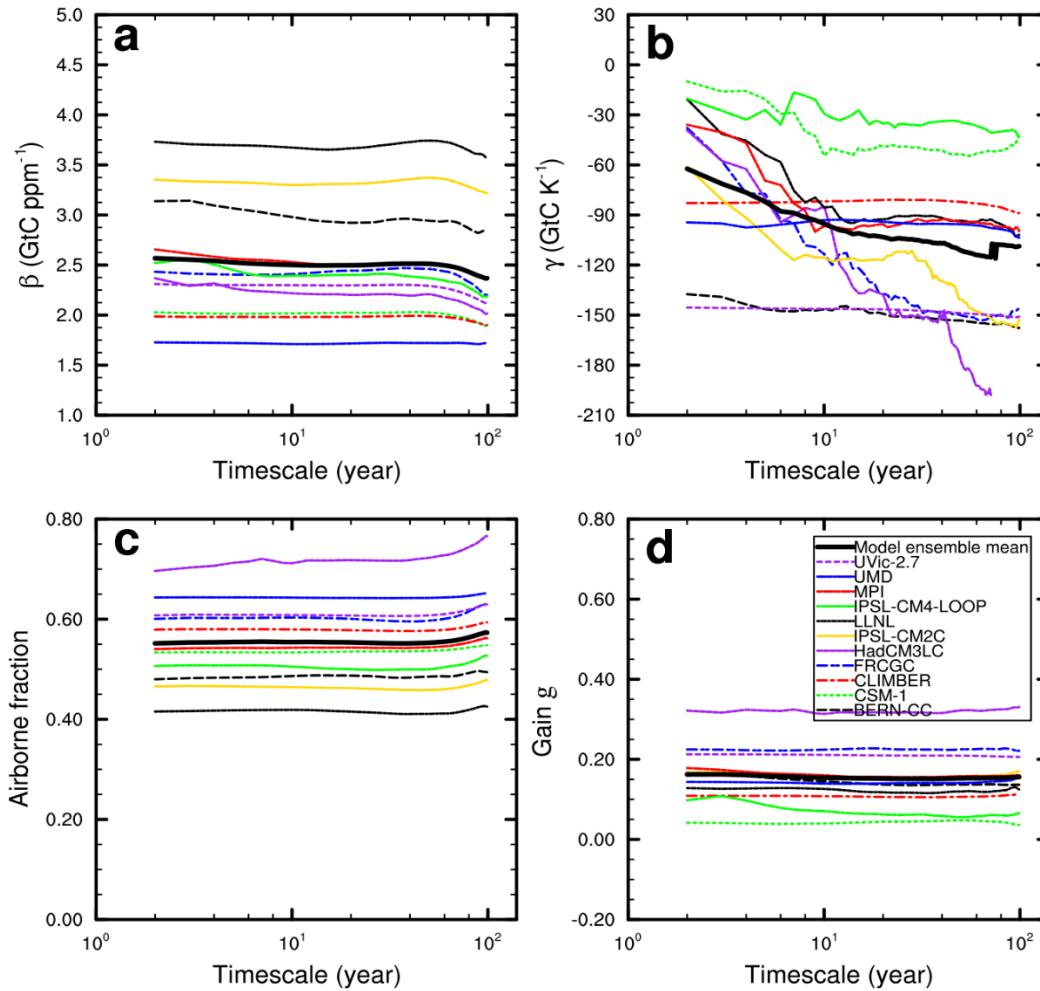 a
5.0
4.5
4.0
3.5
3.0
2.5
2.0
1.5
1.0
β (GtC ppm⁻¹)
10⁰
10¹
10²
Timescale (year)
b
30
0
-30
-60
-90
-120
-150
-180
-210
γ (GtC K⁻¹)
10⁰
10¹
10²
Timescale (year)
c
0.80
0.60
0.40
0.20
0.00
Airborne fraction
10⁰
10¹
10²
Timescale (year)
d
0.80
0.60
0.40
0.20
0.00
-0.20
Gain g
Model ensemble mean
UVic-2.7
UMD
MPI
IPSL-CM4-LOOP
LLNL
IPSL-CM2C
HadCM3LC
FRCGC
CLIMBER
CSM-1
BERN-CC
10⁰
10¹
10²
Timescale (year)